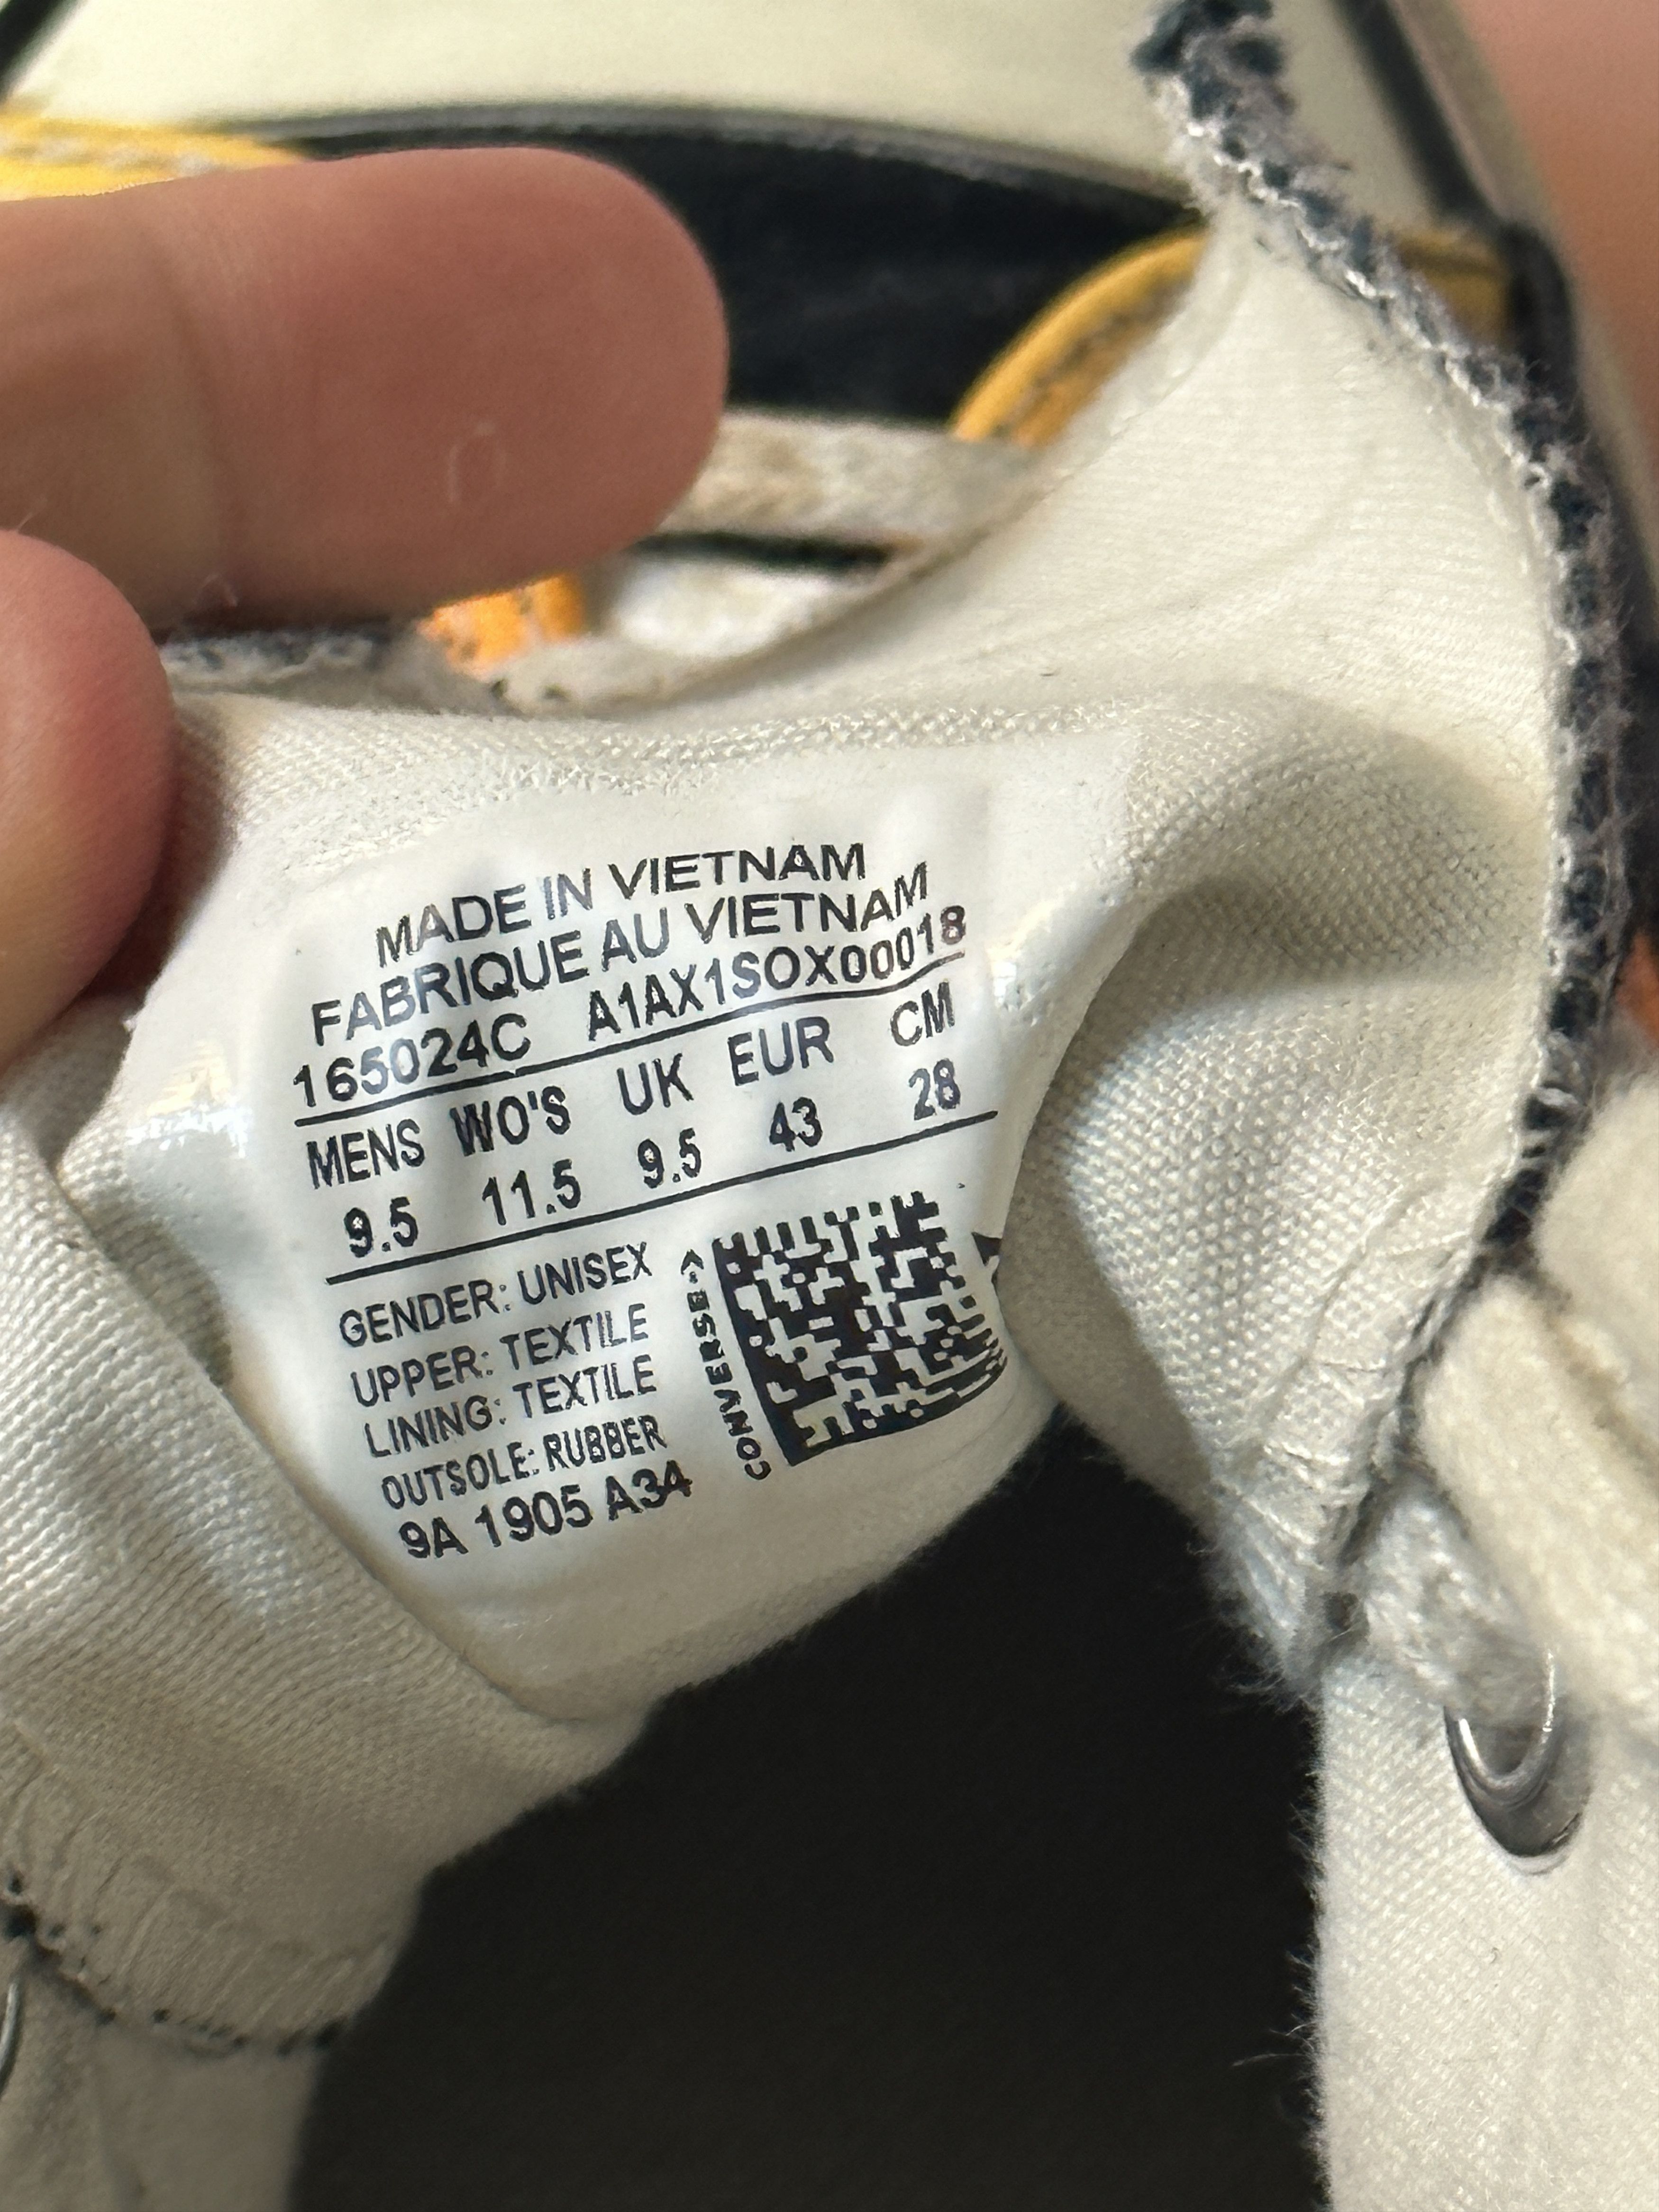 MADE IN VIETNAM
FABRIQUE AU VIETNAM
165024C A1AX1SOX00018
MENS WO'S UK EUR CM
9.5 11.5 9.5 43 28
GENDER: UNISEX
UPPER: TEXTILE
LINING: TEXTILE
OUTSOLE: RUBBER
9A 1905 A34
CONVERSE